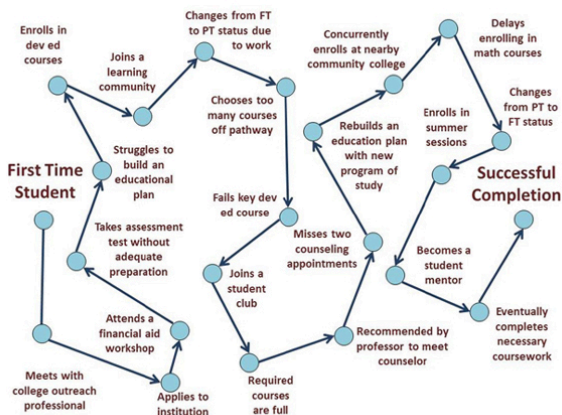 First Time
Student
Meets with
college outreach
professional
Applies to
institution
Attends a
financial aid
workshop
Takes assessment
test without
adequate
preparation
Struggles to
build an
educational
plan
Enrolls in
dev ed
courses
Joins a
learning
community
Changes from FT
to PT status due
to work
Chooses too
many courses
off pathway
Fails key dev
ed course
Joins a
student
club
Required
courses
are full
Recommended by
professor to meet
counselor
Misses two
counseling
appointments
Rebuilds an
education plan
with new
program of
study
Concurrently
enrolls at nearby
community college
Delays
enrolling in
math courses
Changes
from PT to
FT status
Enrolls in
summer
sessions
Becomes a
student
mentor
Eventually
completes
necessary
coursework
Successful
Completion